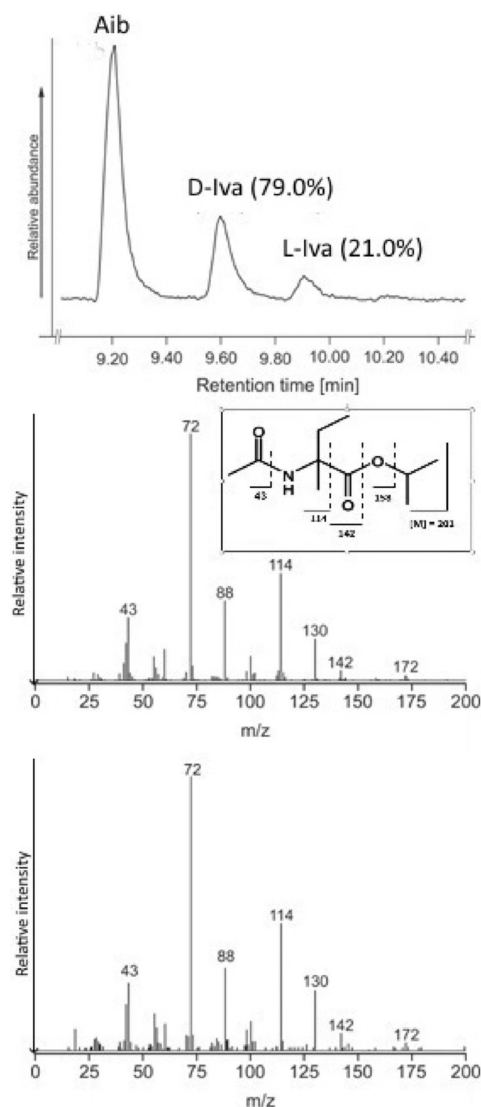 Aib
D-Iva (79.0%)
L-Iva (21.0%)
Relative abundance
9.20 9.40 9.60 9.80 10.00 10.20 10.40
Retention time [min]
72
O
N
H
O
O
43
114
142
158
[M] = 201
Relative intensity
43
88
114
130
142
172
0 25 50 75 100 125 150 175 200
m/z
72
Relative intensity
43
88
114
130
142
172
0 25 50 75 100 125 150 175 200
m/z